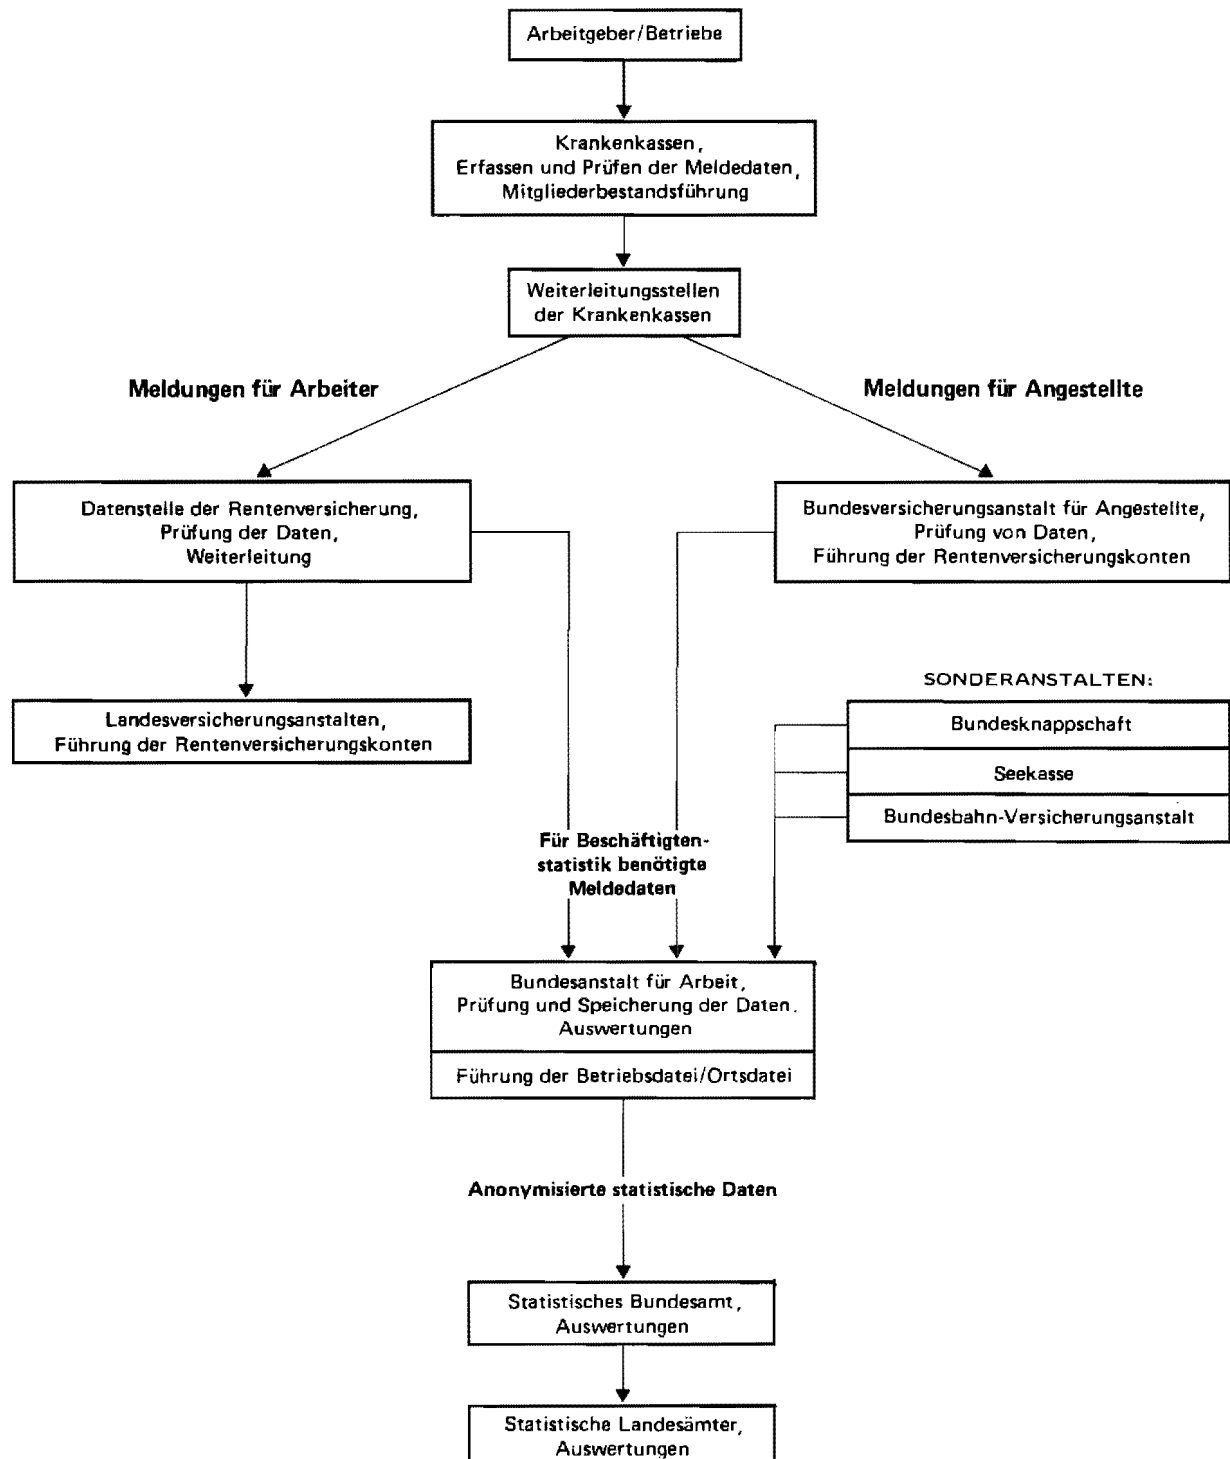 Arbeitgeber/Betriebe
Krankenkassen,
Erfassen und Prüfen der Meldedaten,
Mitgliederbestandsführung
Weiterleitungsstellen
der Krankenkassen
Meldungen für Arbeiter
Meldungen für Angestellte
Datenstelle der Rentenversicherung,
Prüfung der Daten,
Weiterleitung
Bundesversicherungsanstalt für Angestellte,
Prüfung von Daten,
Führung der Rentenversicherungskonten
Landesversicherungsanstalten,
Führung der Rentenversicherungskonten
SONDERANSTALTEN:
Bundesknappschaft
Seekasse
Bundesbahn-Versicherungsanstalt
Für Beschäftigten-
statistik benötigte
Meldedaten
Bundesanstalt für Arbeit,
Prüfung und Speicherung der Daten.
Auswertungen
Führung der Betriebsdatei/Ortsdatei
Anonymisierte statistische Daten
Statistisches Bundesamt,
Auswertungen
Statistische Landesämter,
Auswertungen